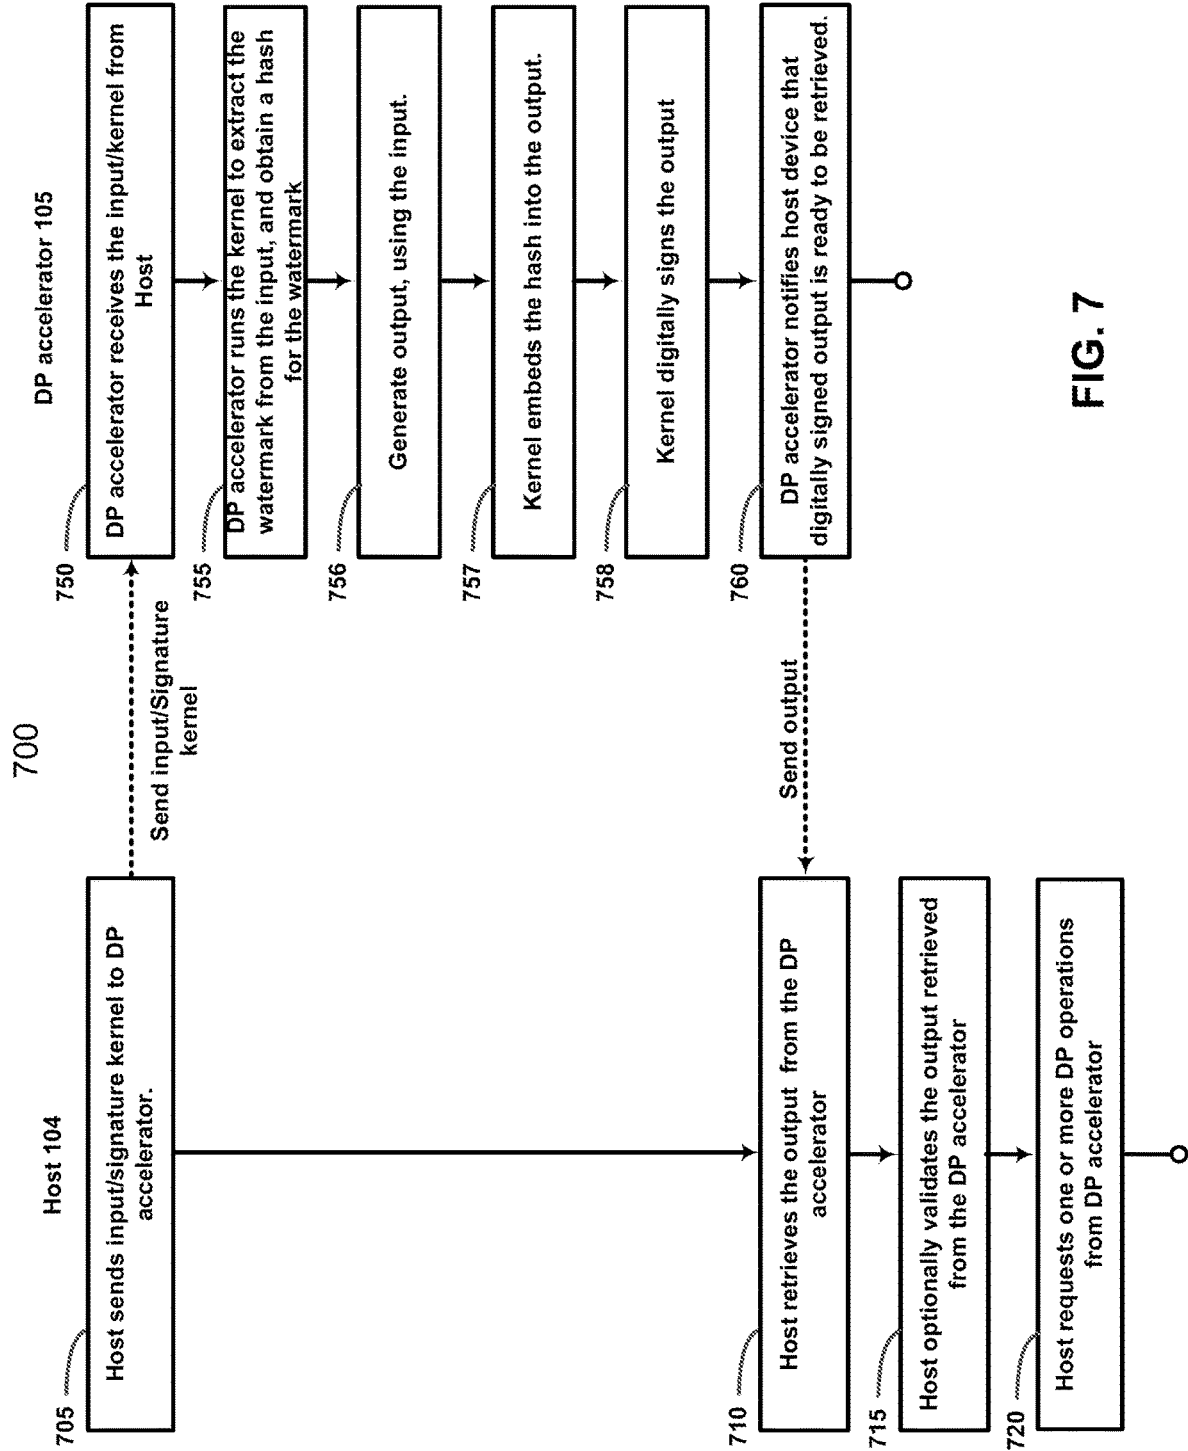 700
Host 104
DP accelerator 105
705
Host sends input/signature kernel to DP
accelerator.
Send input/Signature
kernel
750
DP accelerator receives the input/kernel from
Host
755
DP accelerator runs the kernel to extract the
watermark from the input, and obtain a hash
for the watermark
756
Generate output, using the input.
757
Kernel embeds the hash into the output.
758
Kernel digitally signs the output
760
DP accelerator notifies host device that
digitally signed output is ready to be retrieved.
Send output
710
Host retrieves the output from the DP
accelerator
715
Host optionally validates the output retrieved
from the DP accelerator
720
Host requests one or more DP operations
from DP accelerator
FIG. 7